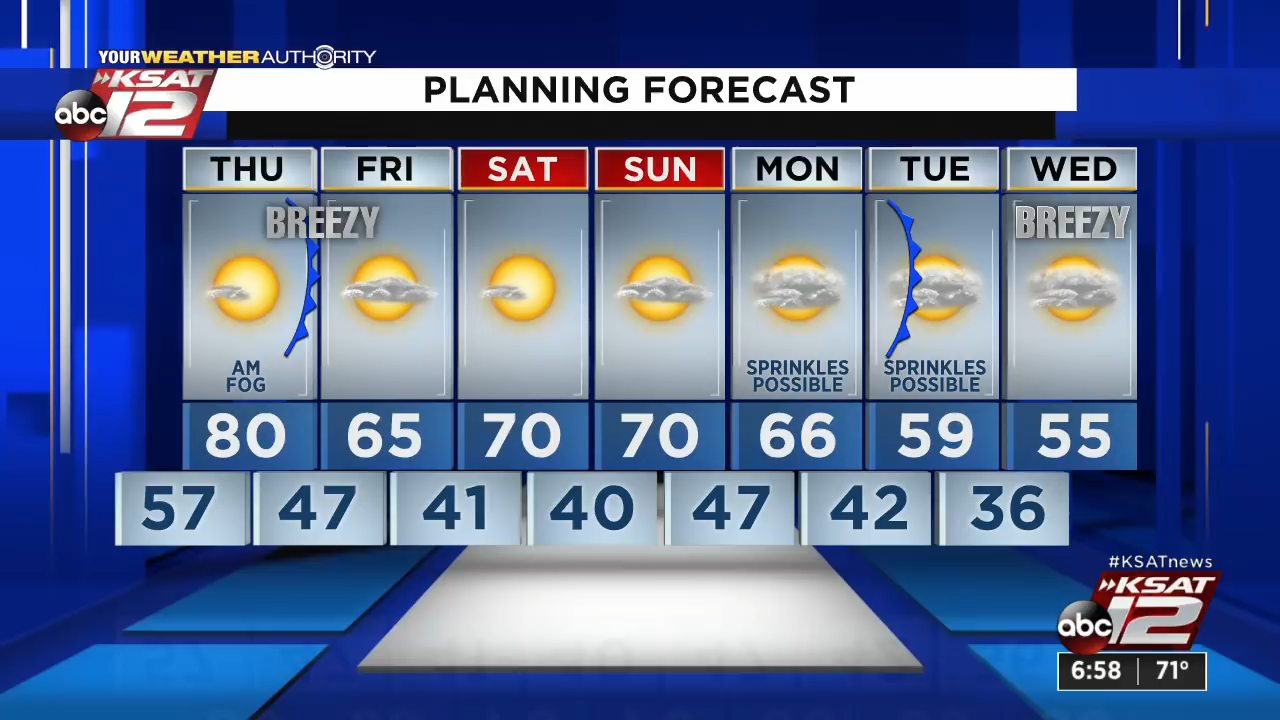 YOURWEATHERAUTHORITY
KSAT
abc 12
PLANNING FORECAST
THU FRI SAT SUN MON TUE WED
BREEZY BREEZY
AM FOG
SPRINKLES POSSIBLE
SPRINKLES POSSIBLE
80 65 70 70 66 59 55
57 47 41 40 47 42 36
#KSATnews
KSAT
abc 12
6:58 71°